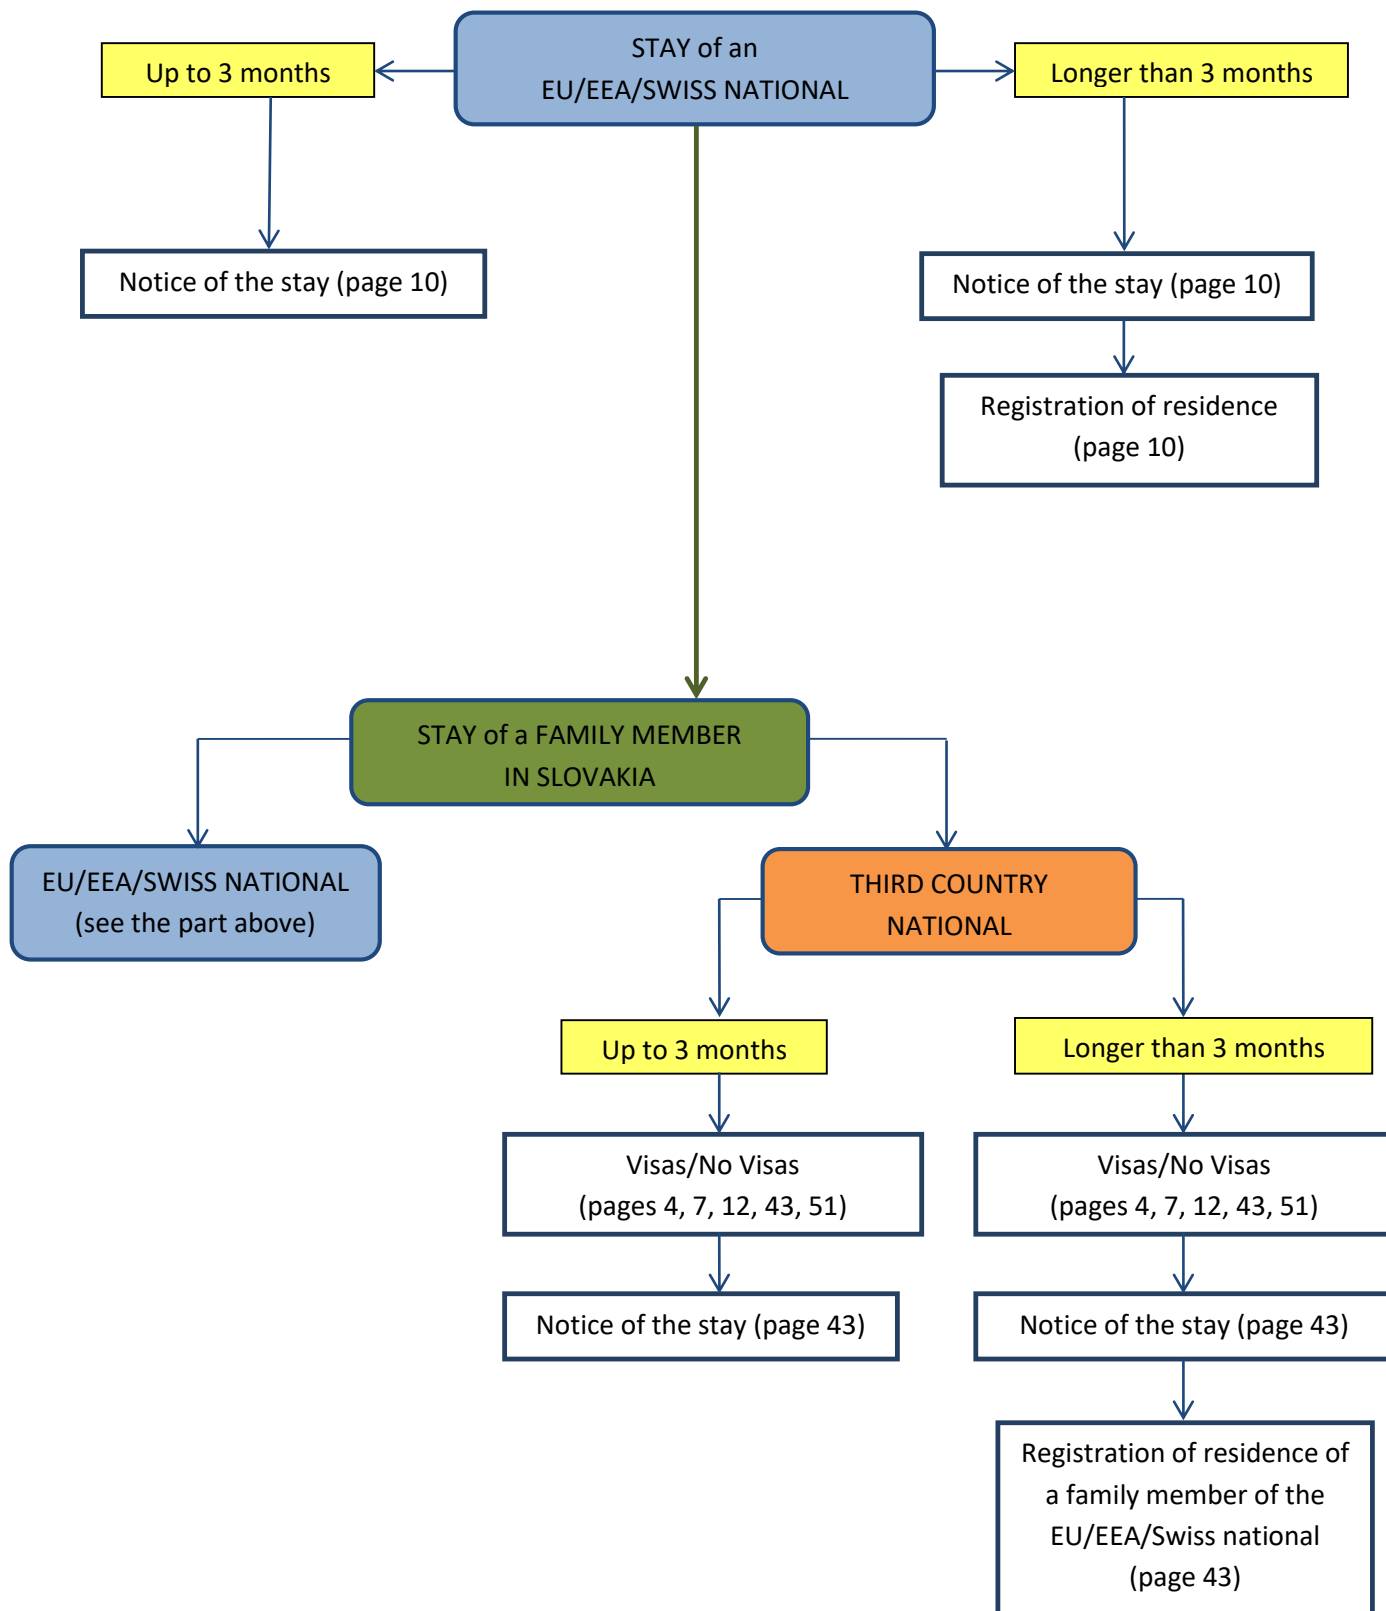 STAY of an
EU/EEA/SWISS NATIONAL
Up to 3 months
Longer than 3 months
Notice of the stay (page 10)
Notice of the stay (page 10)
Registration of residence
(page 10)
STAY of a FAMILY MEMBER
IN SLOVAKIA
EU/EEA/SWISS NATIONAL
(see the part above)
THIRD COUNTRY
NATIONAL
Up to 3 months
Longer than 3 months
Visas/No Visas
(pages 4, 7, 12, 43, 51)
Visas/No Visas
(pages 4, 7, 12, 43, 51)
Notice of the stay (page 43)
Notice of the stay (page 43)
Registration of residence of
a family member of the
EU/EEA/Swiss national
(page 43)